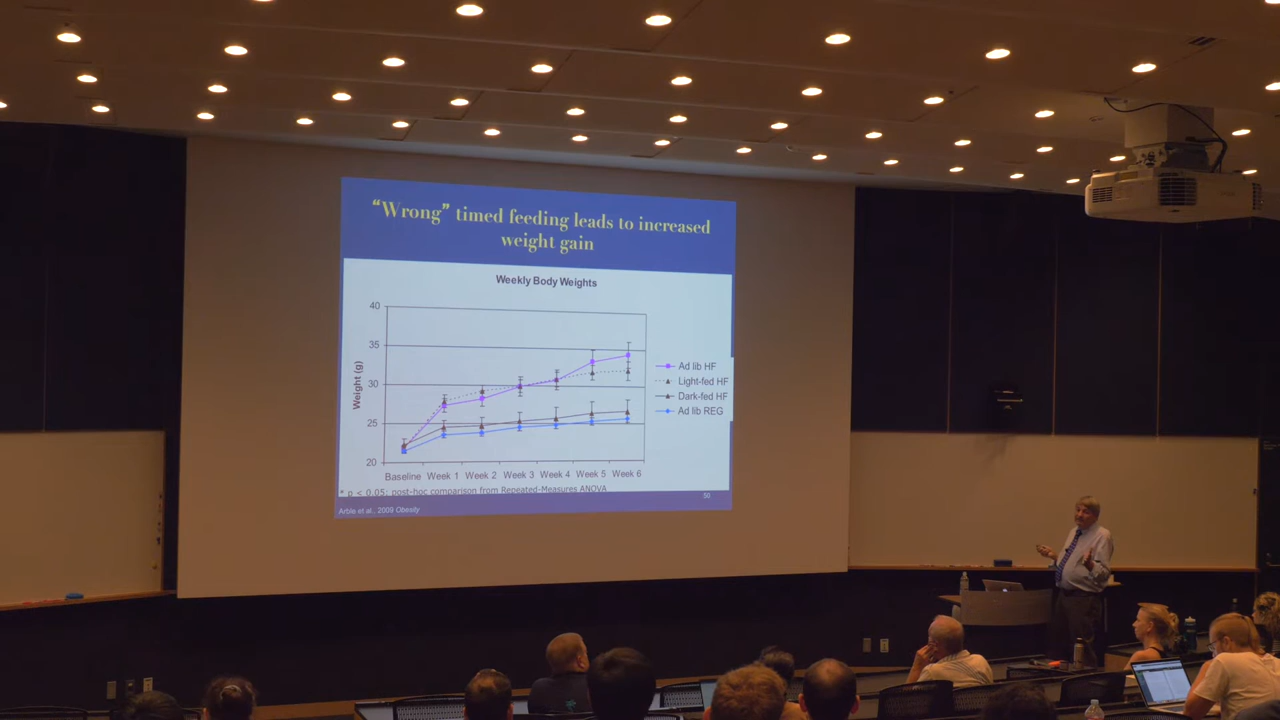 “Wrong” timed feeding leads to increased
weight gain
Weekly Body Weights
40
35
30
25
20
Weight (g)
Baseline Week 1 Week 2 Week 3 Week 4 Week 5 Week 6
Ad lib HF
Light-fed HF
Dark-fed HF
Ad lib REG
* p < 0.05; post-hoc comparison from Repeated-Measures ANOVA
50
Arble et al., 2009 Obesity